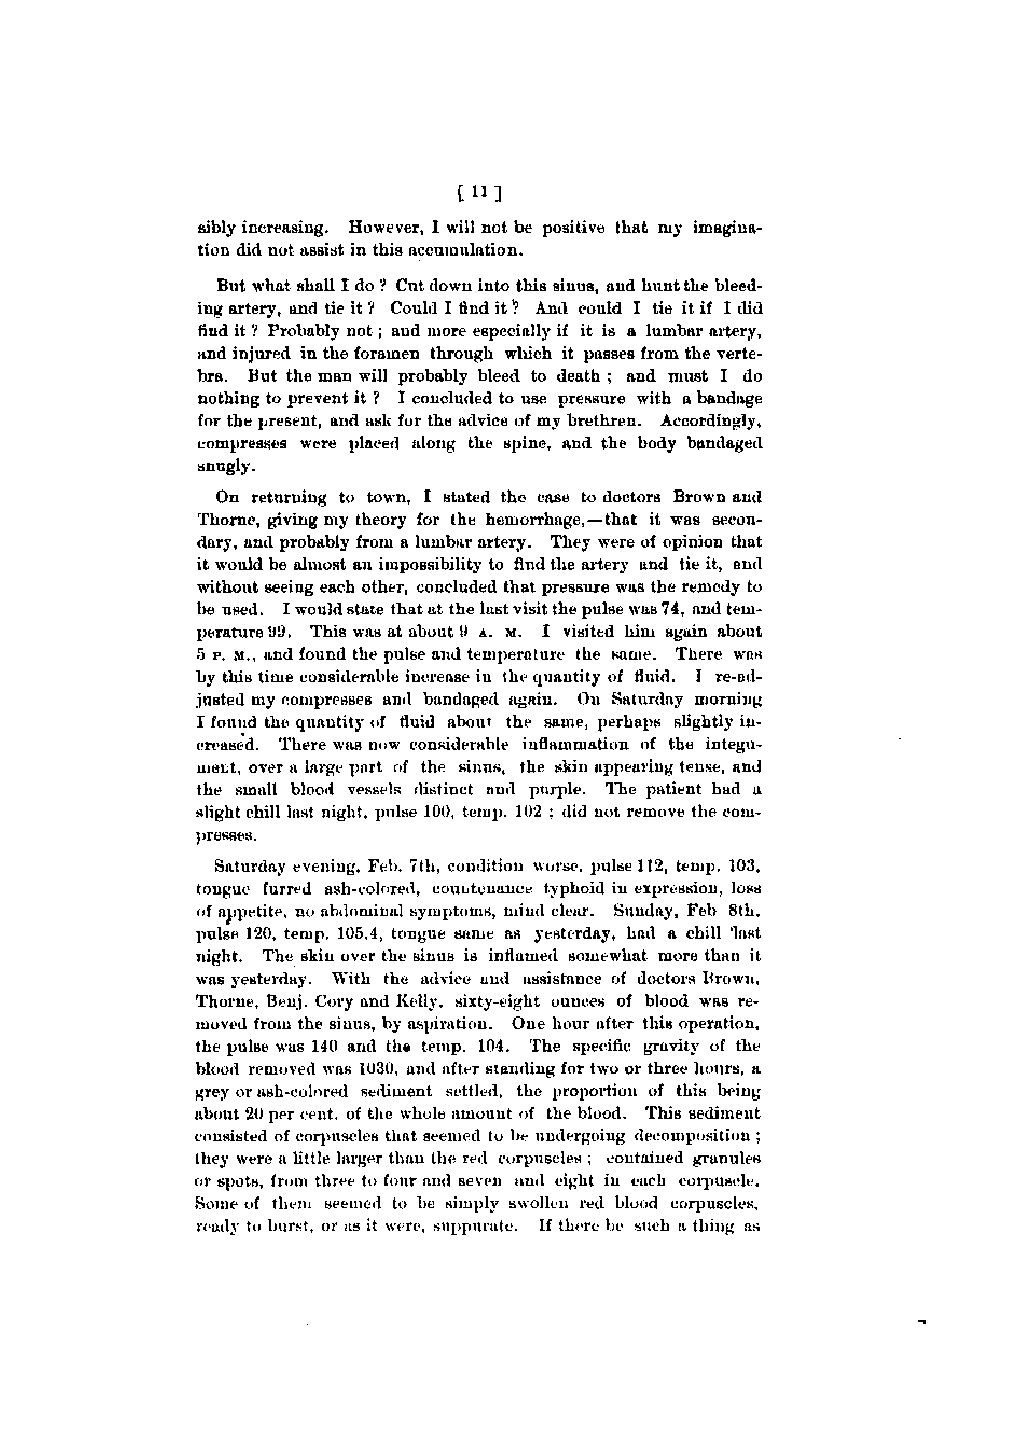 [ 11 ]
sibly increasing. However, I will not be positive that my imagina-
tion did not assist in this accumulation.
But what shall I do ? Cut down into this sinus, and hunt the bleed-
ing artery, and tie it ? Could I find it ? And could I tie it if I did
find it ? Probably not ; and more especially if it is a lumbar artery,
and injured in the foramen through which it passes from the verte-
bra. But the man will probably bleed to death ; and must I do
nothing to prevent it ? I concluded to use pressure with a bandage
for the present, and ask for the advice of my brethren. Accordingly,
compresses were placed along the spine, and the body bandaged
snugly.
On returning to town, I stated the case to doctors Brown and
Thorne, giving my theory for the hemorrhage,—that it was secon-
dary, and probably from a lumbar artery. They were of opinion that
it would be almost an impossibility to find the artery and tie it, and
without seeing each other, concluded that pressure was the remedy to
be used. I would state that at the last visit the pulse was 74, and tem-
perature 99. This was at about 9 A. M. I visited him again about
5 P. M., and found the pulse and temperature the same. There was
by this time considerable increase in the quantity of fluid. I re-ad-
justed my compresses and bandaged again. On Saturday morning
I found the quantity of fluid about the same, perhaps slightly in-
creased. There was now considerable inflammation of the integu-
ment, over a large part of the sinus, the skin appearing tense, and
the small blood vessels distinct and purple. The patient had a
slight chill last night, pulse 100, temp. 102 ; did not remove the com-
presses.
Saturday evening, Feb. 7th, condition worse, pulse 112, temp. 103,
tongue furred ash-colored, countenance typhoid in expression, loss
of appetite, no abdominal symptoms, mind clear. Sunday, Feb 8th,
pulse 120, temp. 105.4, tongue same as yesterday, had a chill last
night. The skin over the sinus is inflamed somewhat more than it
was yesterday. With the advice and assistance of doctors Brown,
Thorne, Benj. Cory and Kelly, sixty-eight ounces of blood was re-
moved from the sinus, by aspiration. One hour after this operation,
the pulse was 140 and the temp. 104. The specific gravity of the
blood removed was 1030, and after standing for two or three hours, a
grey or ash-colored sediment settled, the proportion of this being
about 20 per cent. of the whole amount of the blood. This sediment
consisted of corpuscles that seemed to be undergoing decomposition ;
they were a little larger than the red corpuscles ; contained granules
or spots, from three to four and seven and eight in each corpuscle.
Some of them seemed to be simply swollen red blood corpuscles,
ready to burst, or as it were, suppurate. If there be such a thing as